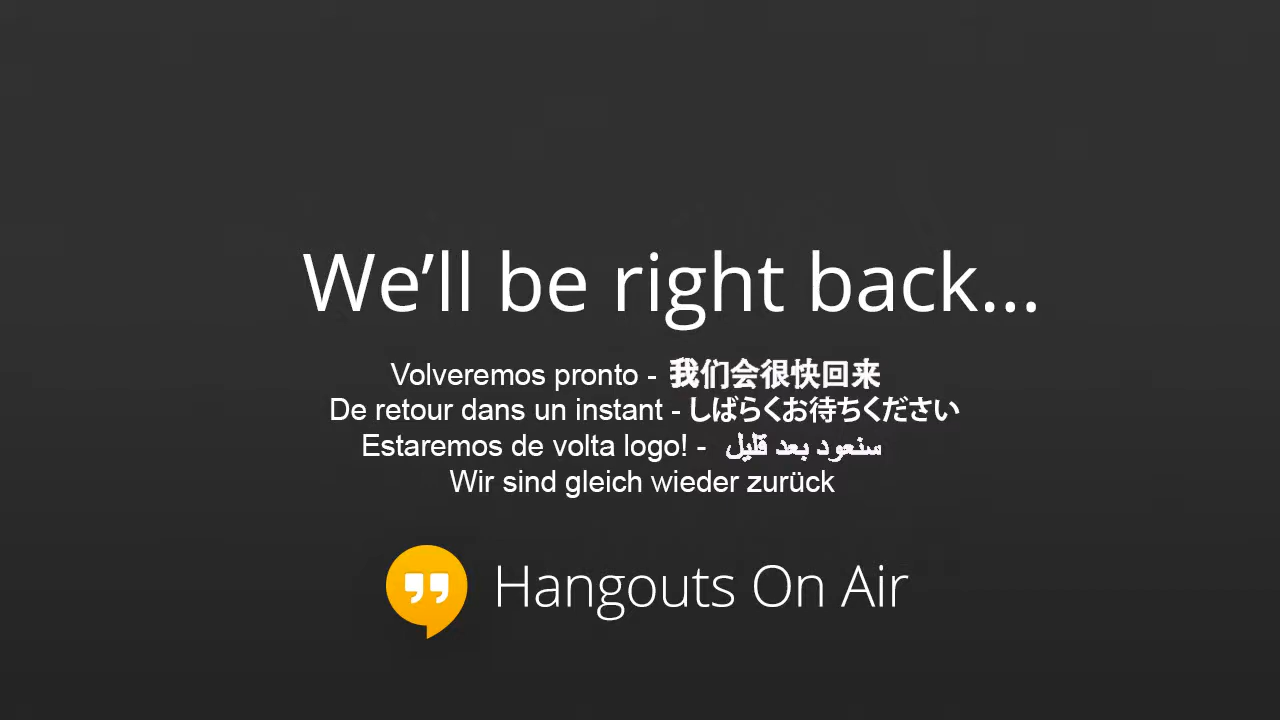 We’ll be right back...
Volveremos pronto - 我们会很快回来
De retour dans un instant - しばらくお待ちください
Estaremos de volta logo! - سنعود بعد قليل
Wir sind gleich wieder zurück
Hangouts On Air